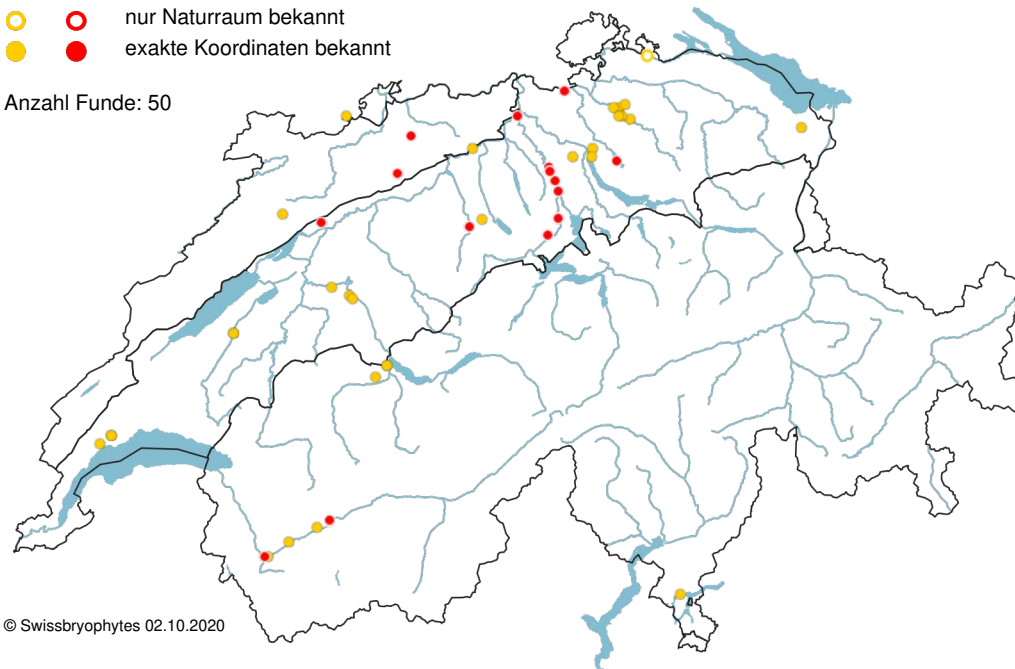 nur Naturraum bekannt
exakte Koordinaten bekannt
Anzahl Funde: 50
© Swissbryophytes 02.10.2020